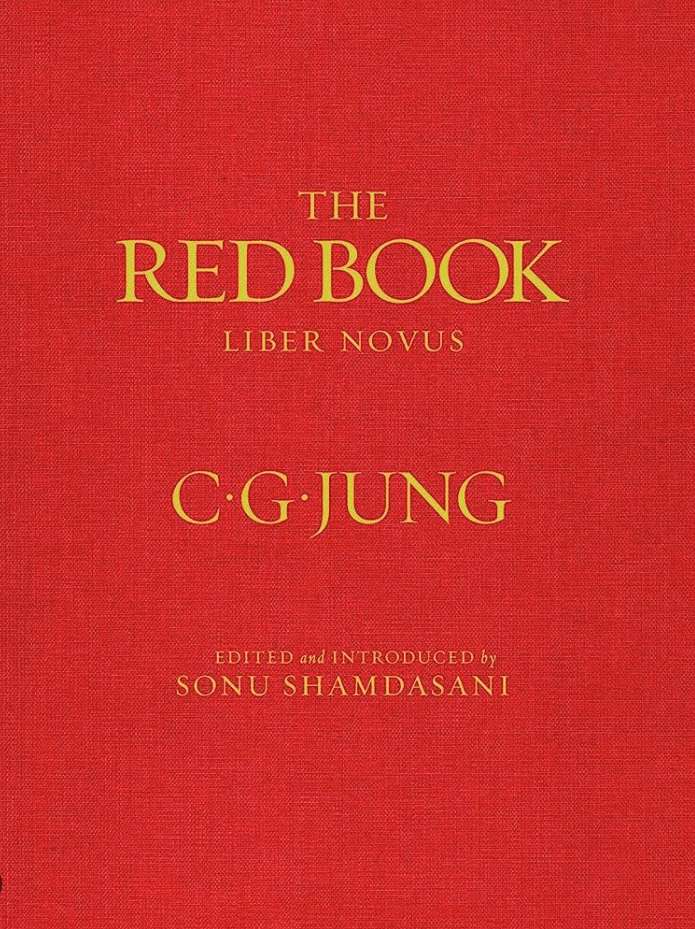 THE
RED BOOK
LIBER NOVUS
C·G·JUNG
EDITED and INTRODUCED by
SONU SHAMDASANI